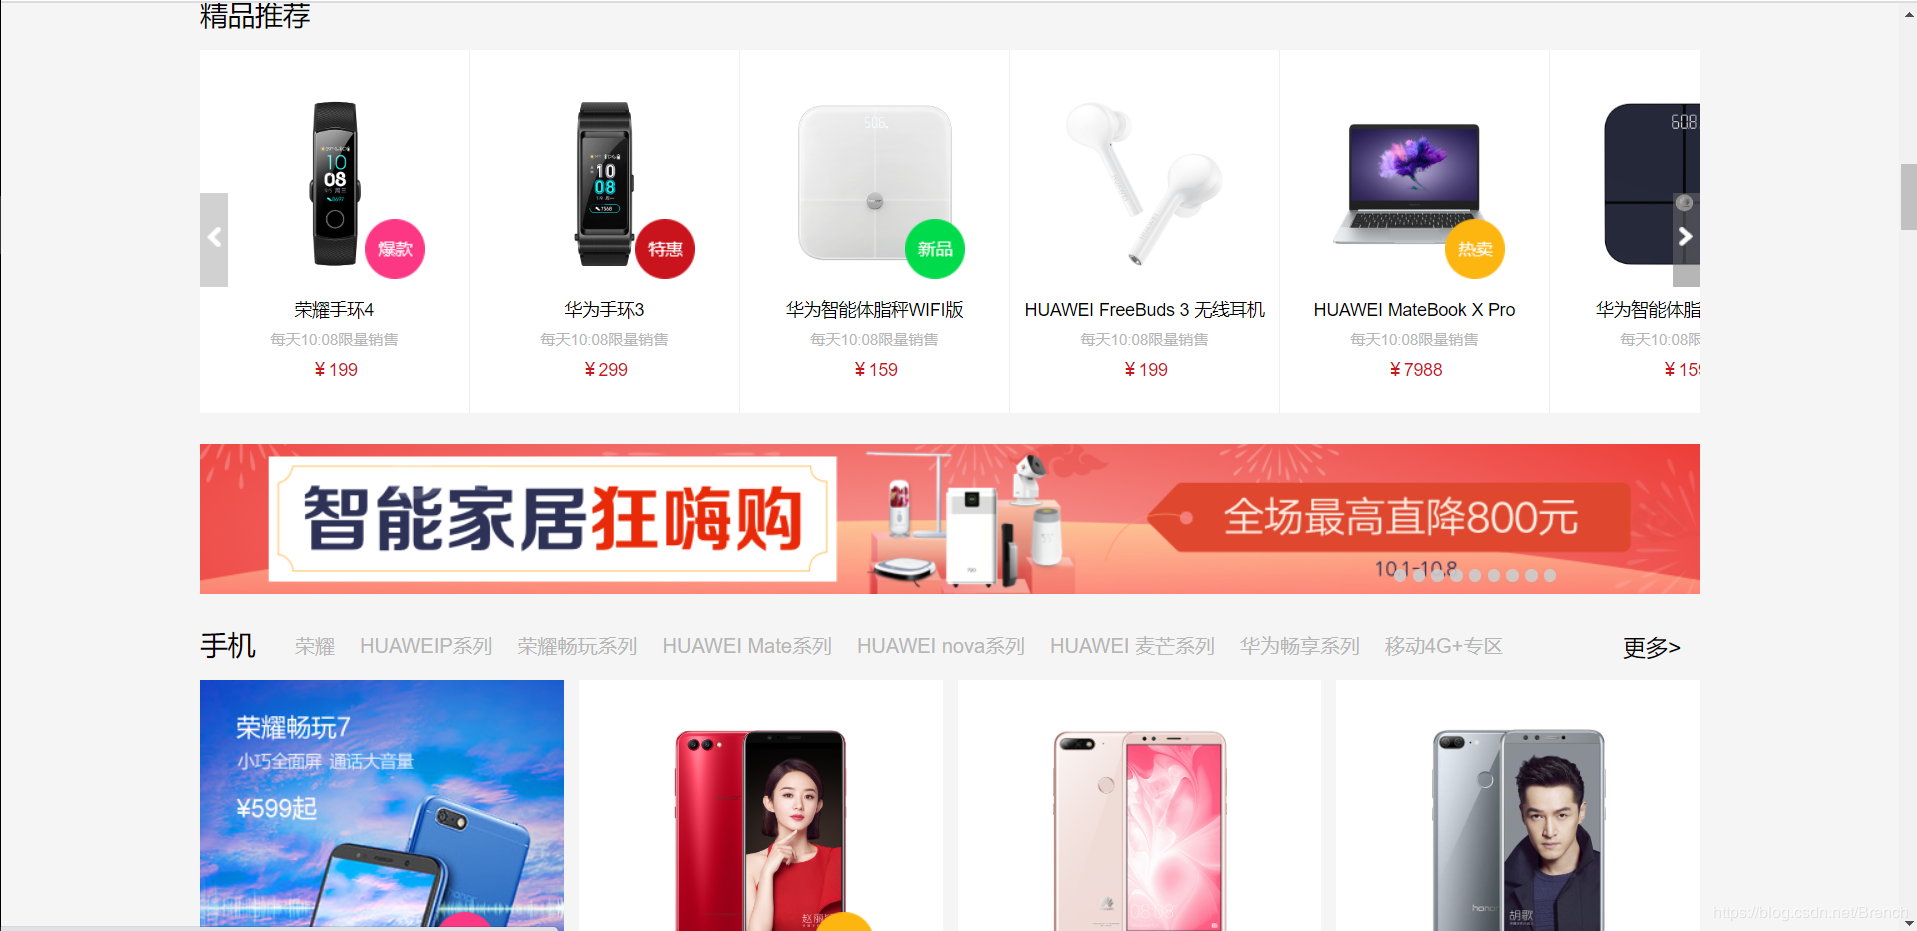 精品推荐
爆款
特惠
新品
热卖
荣耀手环4
华为手环3
华为智能体脂秤WIFI版
HUAWEI FreeBuds 3 无线耳机
HUAWEI MateBook X Pro
华为智能体脂
每天10:08限量销售
每天10:08限量销售
每天10:08限量销售
每天10:08限量销售
每天10:08限量销售
每天10:08限
¥ 199
¥ 299
¥ 159
¥ 199
¥ 7988
¥ 15
智能家居狂嗨购
全场最高直降800元
10.1-10.8
手机
荣耀
HUAWEIP系列
荣耀畅玩系列
HUAWEI Mate系列
HUAWEI nova系列
HUAWEI 麦芒系列
华为畅享系列
移动4G+专区
更多>
荣耀畅玩7
小巧全面屏 通话大音量
¥599起
赵丽
honor
胡歌
https://blog.csdn.net/Brench